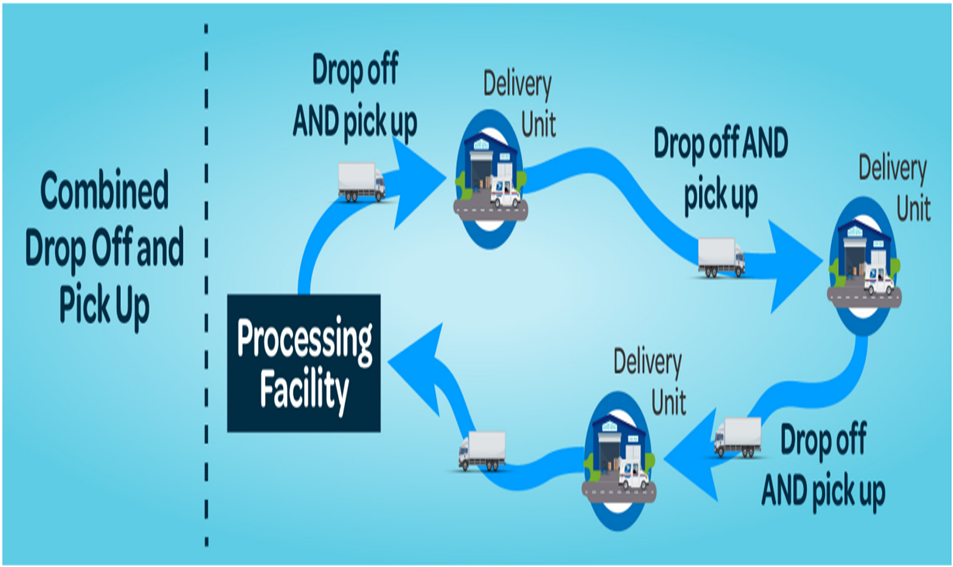 Combined
Drop Off and
Pick Up
Drop off
AND pick up
Delivery
Unit
Drop off AND
pick up
Delivery
Unit
Processing
Facility
Delivery
Unit
Drop off
AND pick up